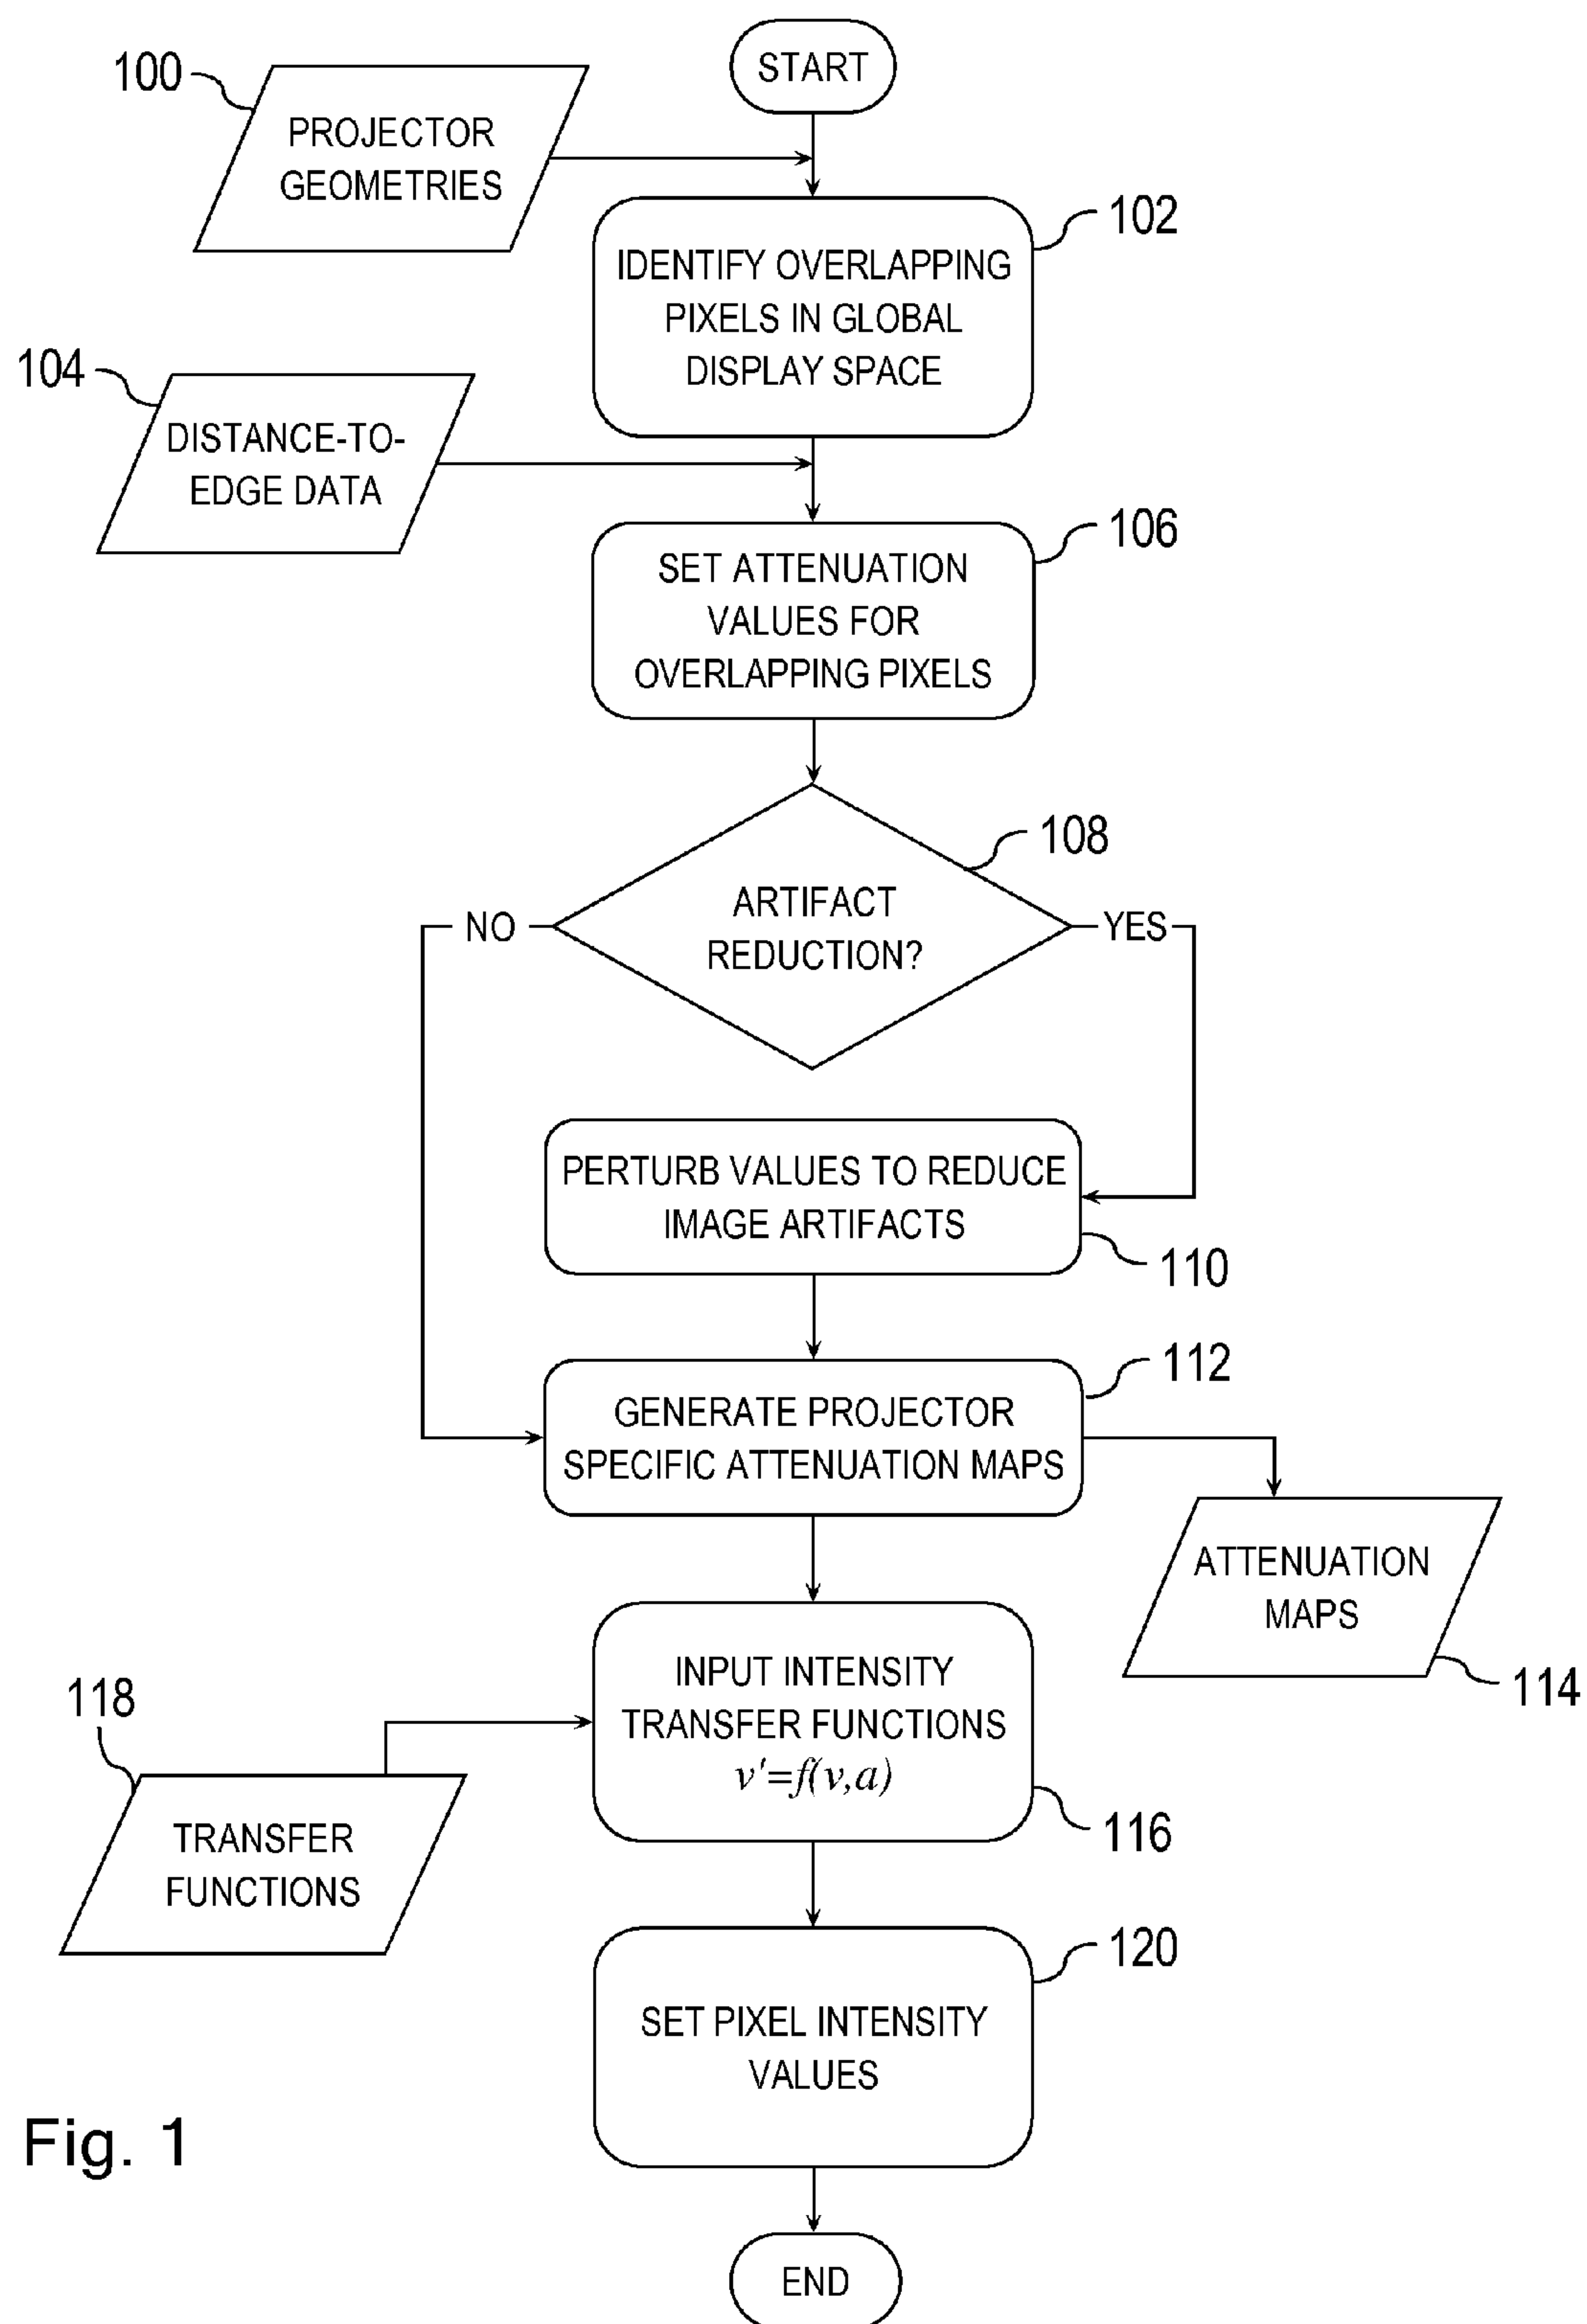 START
100
PROJECTOR
GEOMETRIES
102
IDENTIFY OVERLAPPING
PIXELS IN GLOBAL
DISPLAY SPACE
104
DISTANCE-TO-
EDGE DATA
106
SET ATTENUATION
VALUES FOR
OVERLAPPING PIXELS
108
ARTIFACT
REDUCTION?
NO
YES
PERTURB VALUES TO REDUCE
IMAGE ARTIFACTS
110
112
GENERATE PROJECTOR
SPECIFIC ATTENUATION MAPS
ATTENUATION
MAPS
114
INPUT INTENSITY
TRANSFER FUNCTIONS
v'=f(v,a)
116
118
TRANSFER
FUNCTIONS
120
SET PIXEL INTENSITY
VALUES
Fig. 1
END